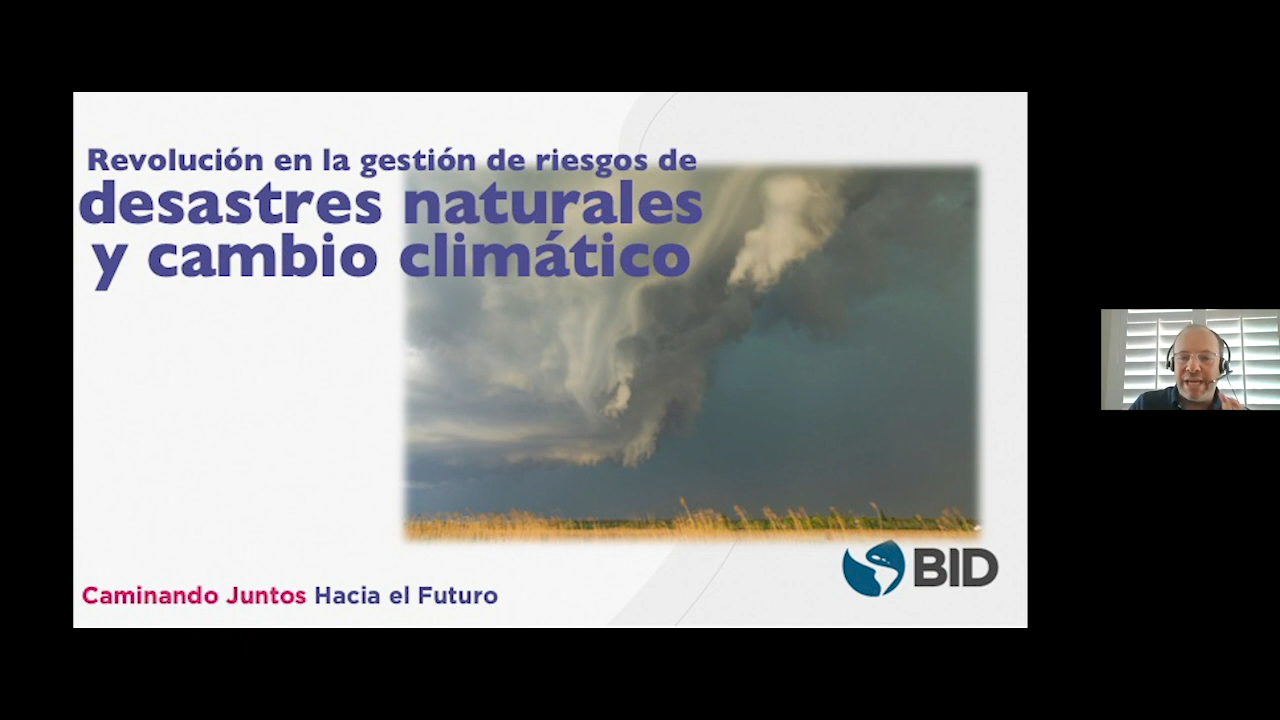 Revolución en la gestión de riesgos de
desastres naturales
y cambio climático
BID
Caminando Juntos Hacia el Futuro